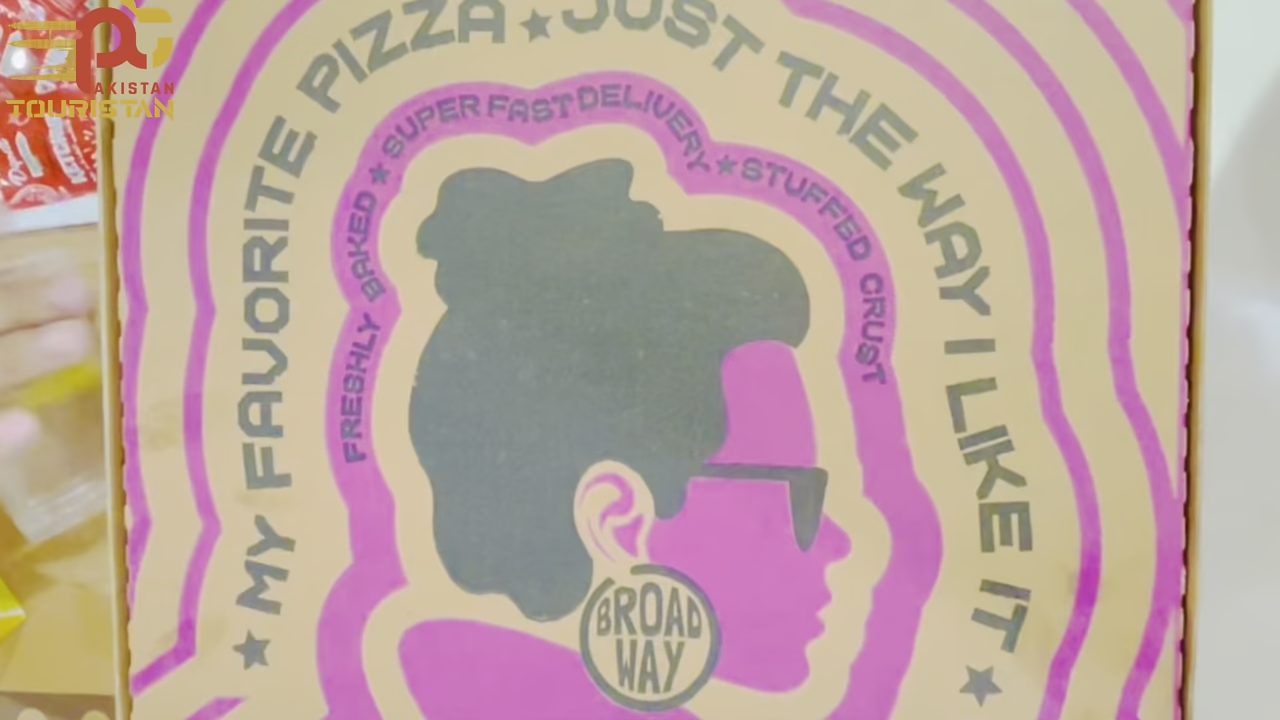 PAKISTAN
TOURISTAN
★ MY FAVORITE PIZZA ★ JUST THE WAY I LIKE IT ★
FRESHLY BAKED ★ SUPER FAST DELIVERY ★ STUFFED CRUST
BROAD
WAY